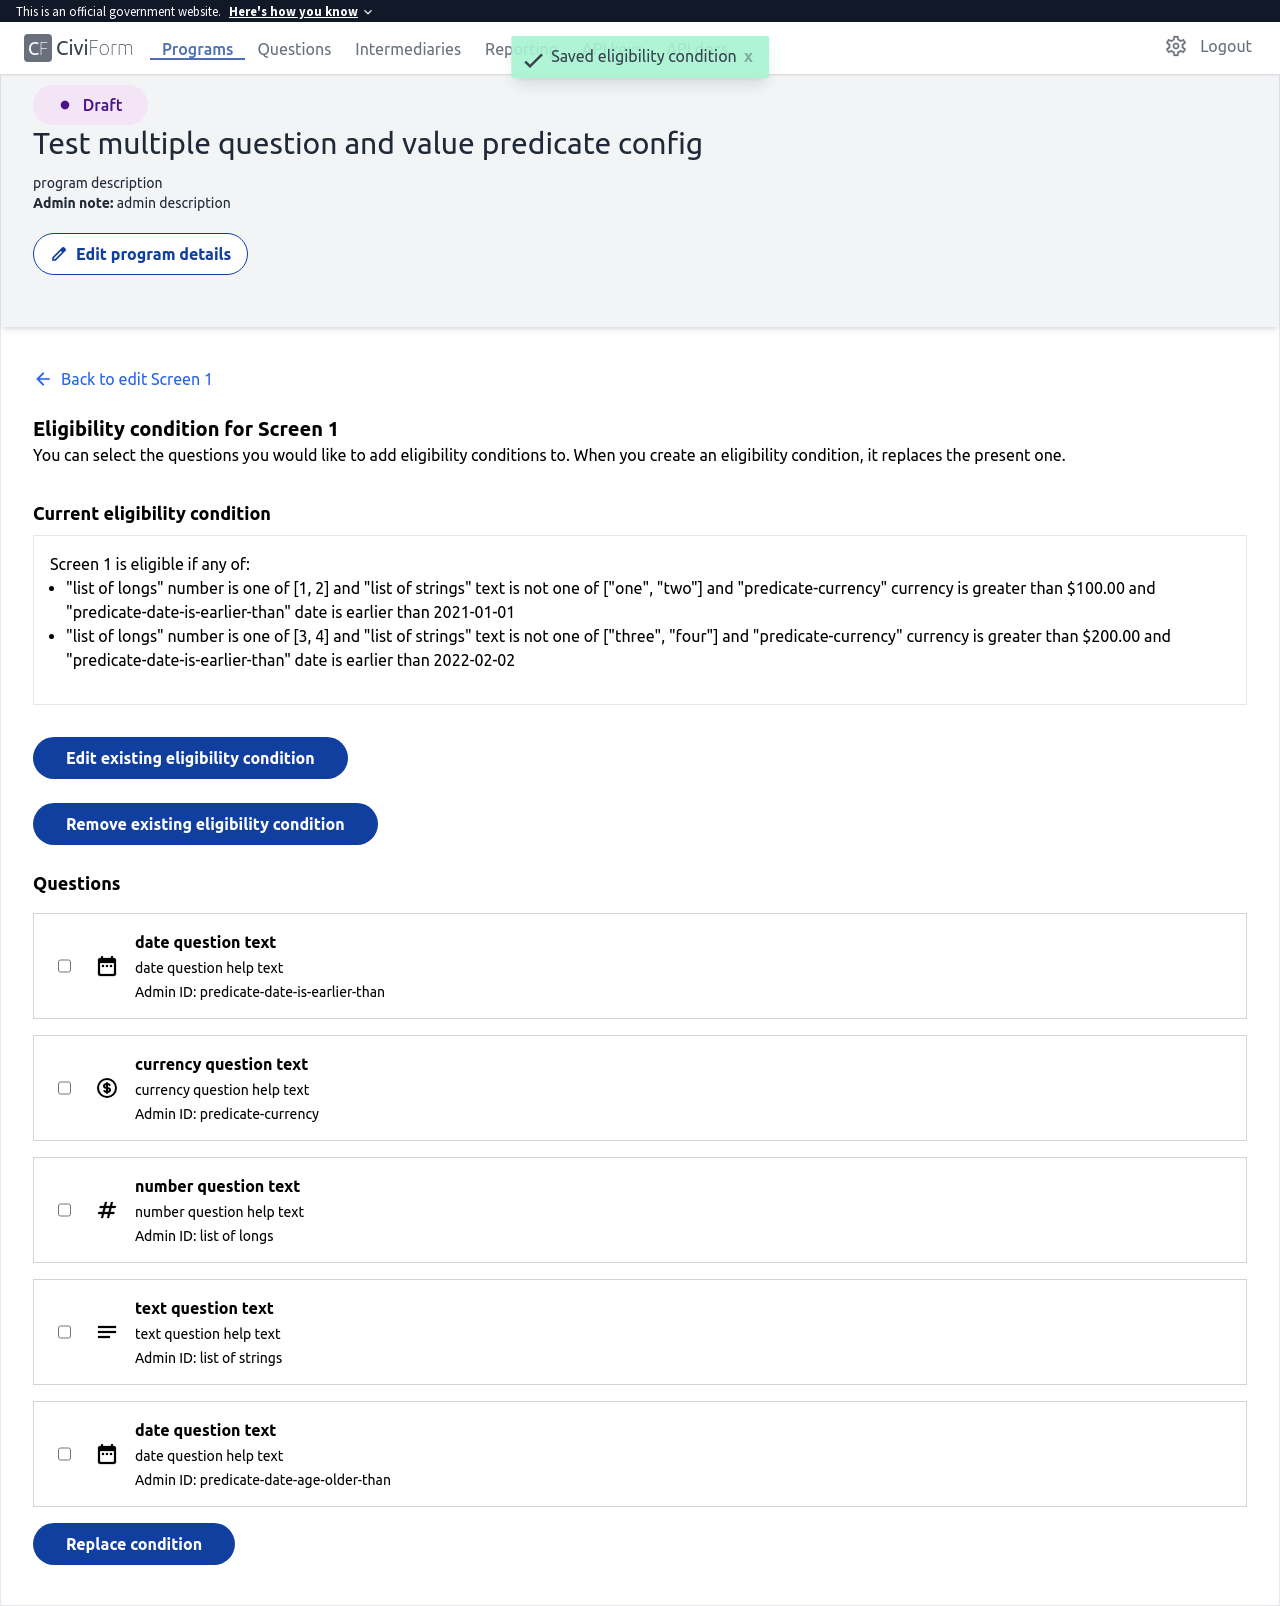 This is an official government website. Here's how you know
CF CiviForm Programs Questions Intermediaries Reporting Logout
Saved eligibility condition x
Draft
Test multiple question and value predicate config
program description
Admin note: admin description
Edit program details
Back to edit Screen 1
Eligibility condition for Screen 1
You can select the questions you would like to add eligibility conditions to. When you create an eligibility condition, it replaces the present one.
Current eligibility condition
Screen 1 is eligible if any of:
• "list of longs" number is one of [1, 2] and "list of strings" text is not one of ["one", "two"] and "predicate-currency" currency is greater than $100.00 and
"predicate-date-is-earlier-than" date is earlier than 2021-01-01
• "list of longs" number is one of [3, 4] and "list of strings" text is not one of ["three", "four"] and "predicate-currency" currency is greater than $200.00 and
"predicate-date-is-earlier-than" date is earlier than 2022-02-02
Edit existing eligibility condition
Remove existing eligibility condition
Questions
date question text
date question help text
Admin ID: predicate-date-is-earlier-than
currency question text
currency question help text
Admin ID: predicate-currency
number question text
number question help text
Admin ID: list of longs
text question text
text question help text
Admin ID: list of strings
date question text
date question help text
Admin ID: predicate-date-age-older-than
Replace condition